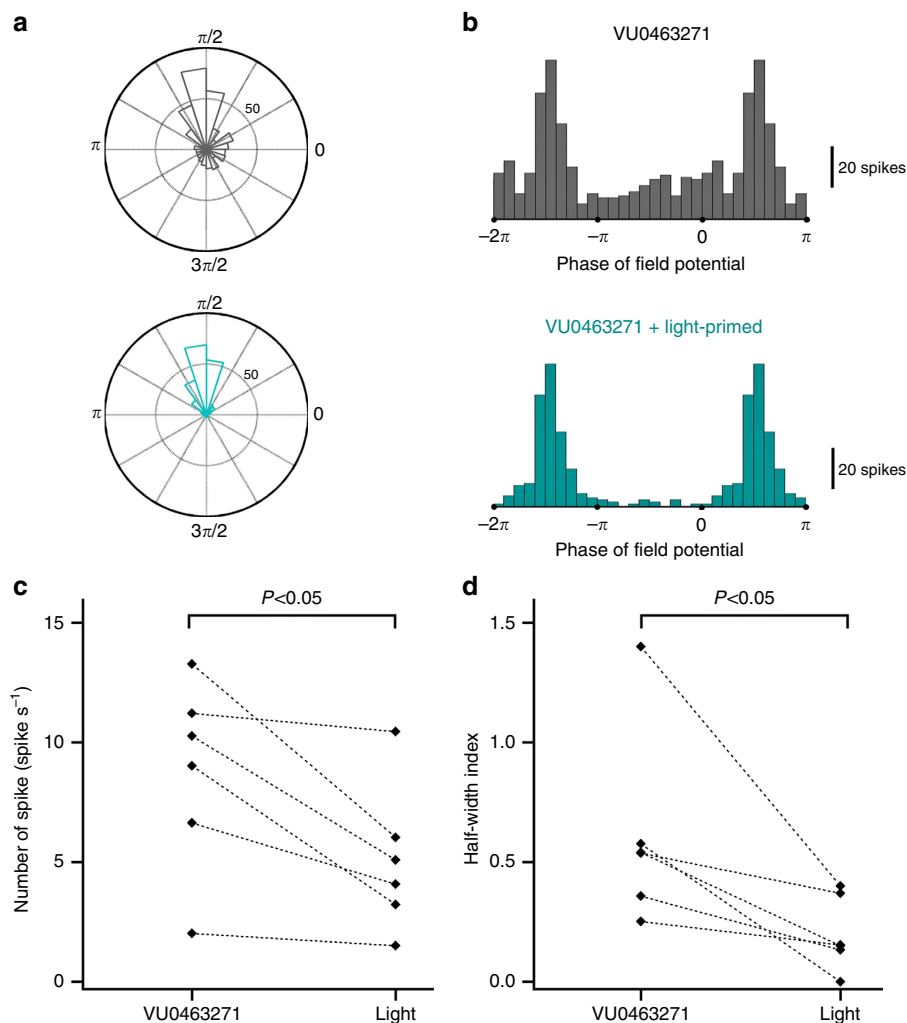 a
π/2
π
50
0
3π/2
π/2
π
50
0
3π/2
b
VU0463271
20 spikes
−2π −π 0 π
Phase of field potential
VU0463271 + light-primed
20 spikes
−2π −π 0 π
Phase of field potential
c
P<0.05
15
10
5
0
Number of spike (spike s⁻¹)
VU0463271 Light
d
P<0.05
1.5
1.0
0.5
0.0
Half-width index
VU0463271 Light